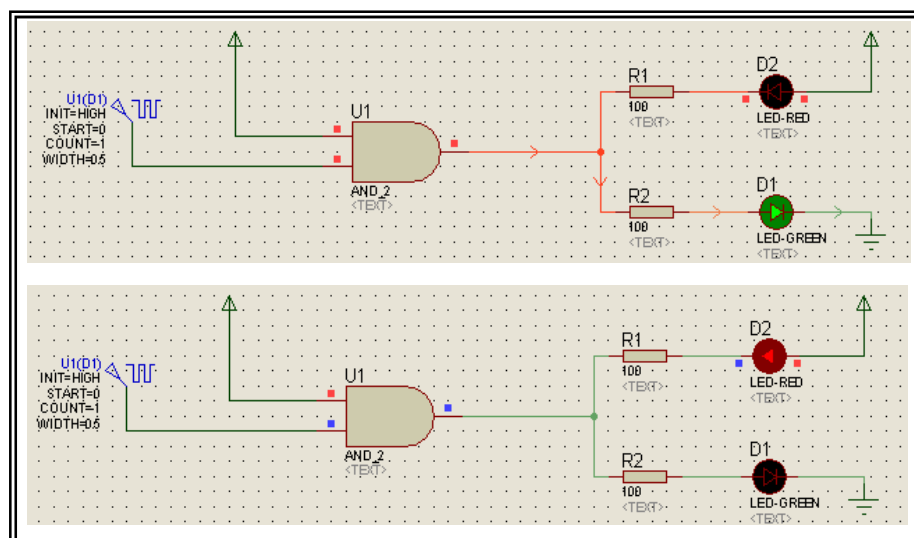 D2
R1
U1(D1)
INIT=HIGH
START=0
COUNT=1
WIDTH=0.5
U1
100
<TEXT>
LED-RED
<TEXT>
AND_2
<TEXT>
R2
D1
100
<TEXT>
LED-GREEN
<TEXT>
D2
R1
U1(D1)
INIT=HIGH
START=0
COUNT=1
WIDTH=0.5
U1
100
<TEXT>
LED-RED
<TEXT>
AND_2
<TEXT>
R2
D1
100
<TEXT>
LED-GREEN
<TEXT>